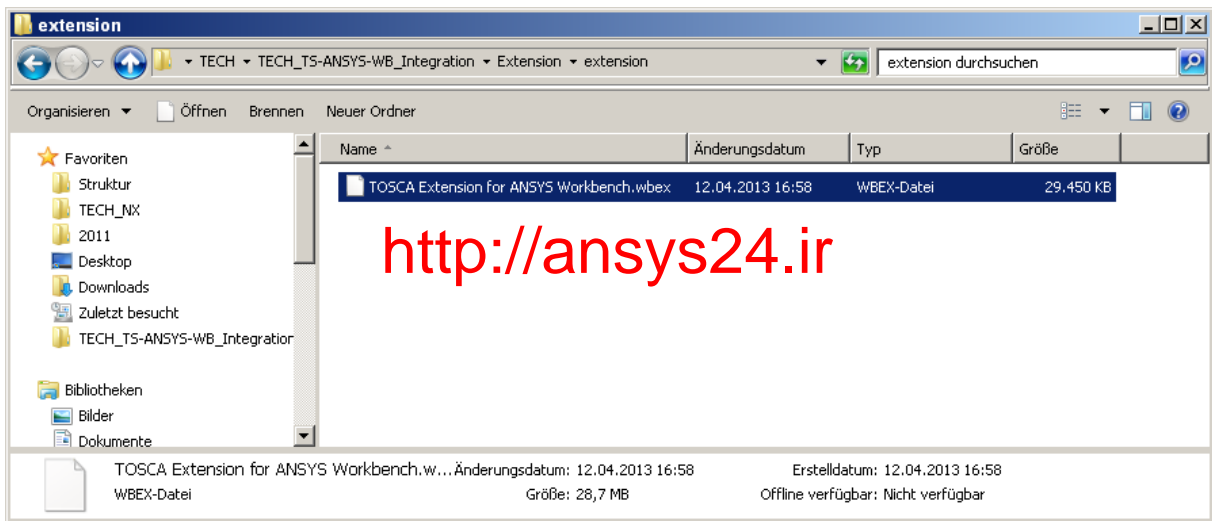 extension
TECH TECH_TS-ANSYS-WB_Integration Extension extension
extension durchsuchen
Organisieren Öffnen Brennen Neuer Ordner
Favoriten
Struktur
TECH_NX
2011
Desktop
Downloads
Zuletzt besucht
TECH_TS-ANSYS-WB_Integration
Bibliotheken
Bilder
Dokumente
Name Änderungsdatum Typ Größe
TOSCA Extension for ANSYS Workbench.wbex 12.04.2013 16:58 WBEX-Datei 29.450 KB
http://ansys24.ir
TOSCA Extension for ANSYS Workbench.w... Änderungsdatum: 12.04.2013 16:58 Erstelldatum: 12.04.2013 16:58
WBEX-Datei Größe: 28,7 MB Offline verfügbar: Nicht verfügbar